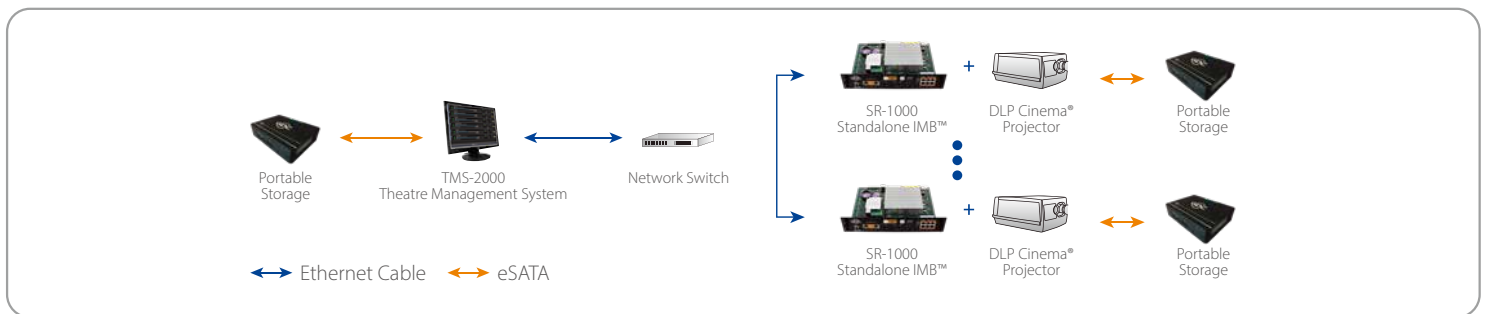 SR-1000
Standalone IMB™
DLP Cinema®
Projector
Portable
Storage
Portable
Storage
TMS-2000
Theatre Management System
Network Switch
SR-1000
Standalone IMB™
DLP Cinema®
Projector
Portable
Storage
Ethernet Cable
eSATA